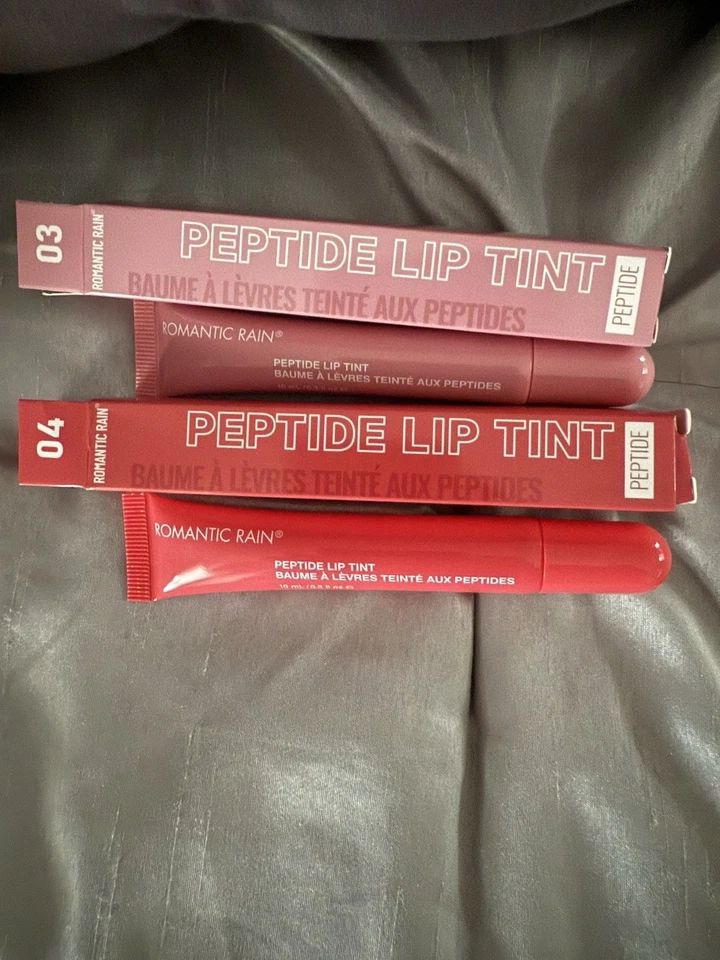 03
ROMANTIC RAIN™
PEPTIDE LIP TINT
BAUME À LÈVRES TEINTÉ AUX PEPTIDES
PEPTIDE
ROMANTIC RAIN®
PEPTIDE LIP TINT
BAUME À LÈVRES TEINTÉ AUX PEPTIDES
04
ROMANTIC RAIN™
PEPTIDE LIP TINT
BAUME À LÈVRES TEINTÉ AUX PEPTIDES
PEPTIDE
ROMANTIC RAIN®
PEPTIDE LIP TINT
BAUME À LÈVRES TEINTÉ AUX PEPTIDES